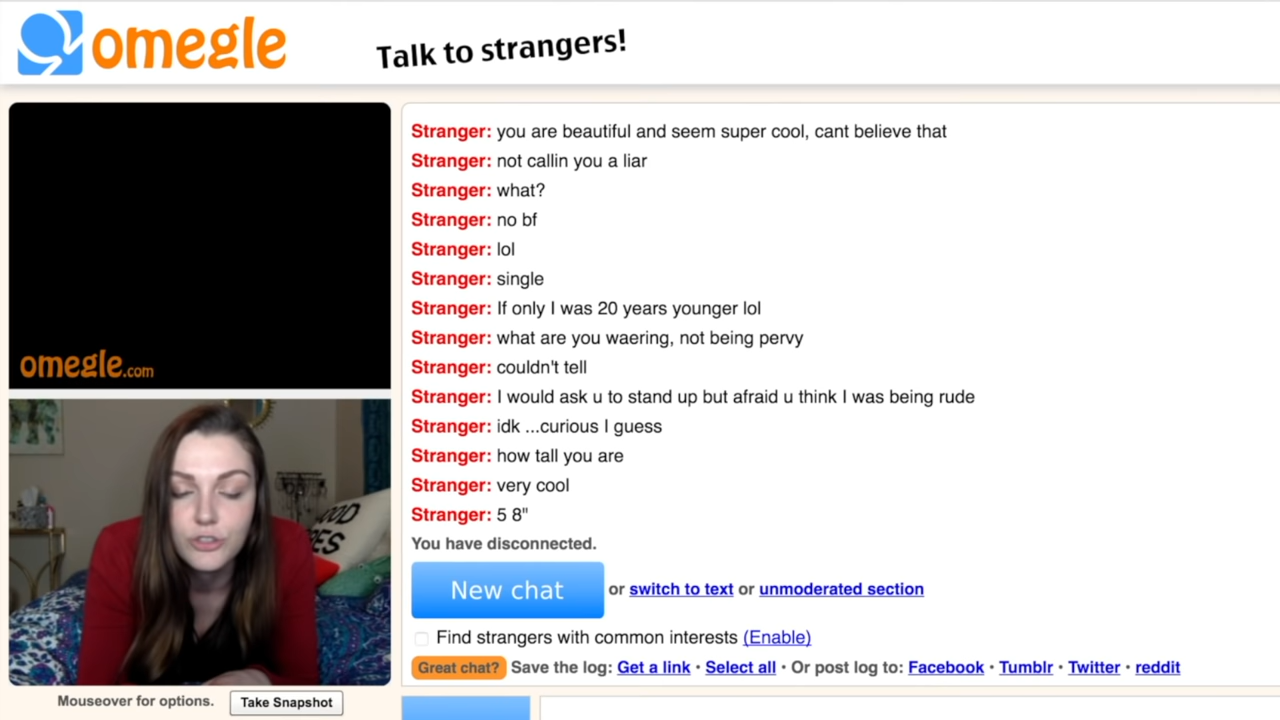 omegle
Talk to strangers!
Stranger: you are beautiful and seem super cool, cant believe that
Stranger: not callin you a liar
Stranger: what?
Stranger: no bf
Stranger: lol
Stranger: single
Stranger: If only I was 20 years younger lol
Stranger: what are you waering, not being pervy
Stranger: couldn't tell
Stranger: I would ask u to stand up but afraid u think I was being rude
Stranger: idk ...curious I guess
Stranger: how tall you are
Stranger: very cool
Stranger: 5 8"
You have disconnected.
New chat or switch to text or unmoderated section
Find strangers with common interests (Enable)
Great chat? Save the log: Get a link · Select all · Or post log to: Facebook · Tumblr · Twitter · reddit
omegle.com
Mouseover for options. Take Snapshot